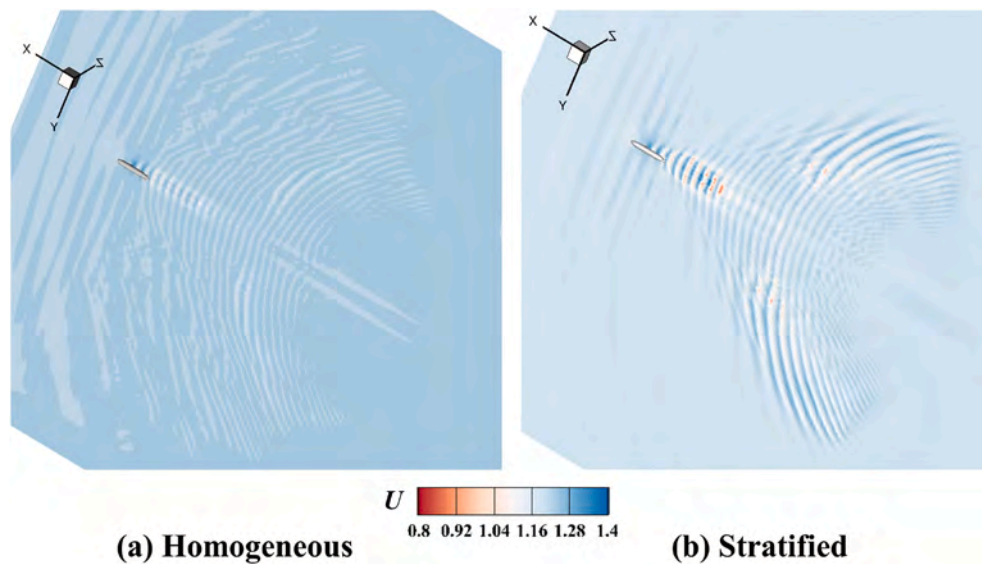 X
Z
Y
X
Z
Y
U
0.8 0.92 1.04 1.16 1.28 1.4
(a) Homogeneous
(b) Stratified